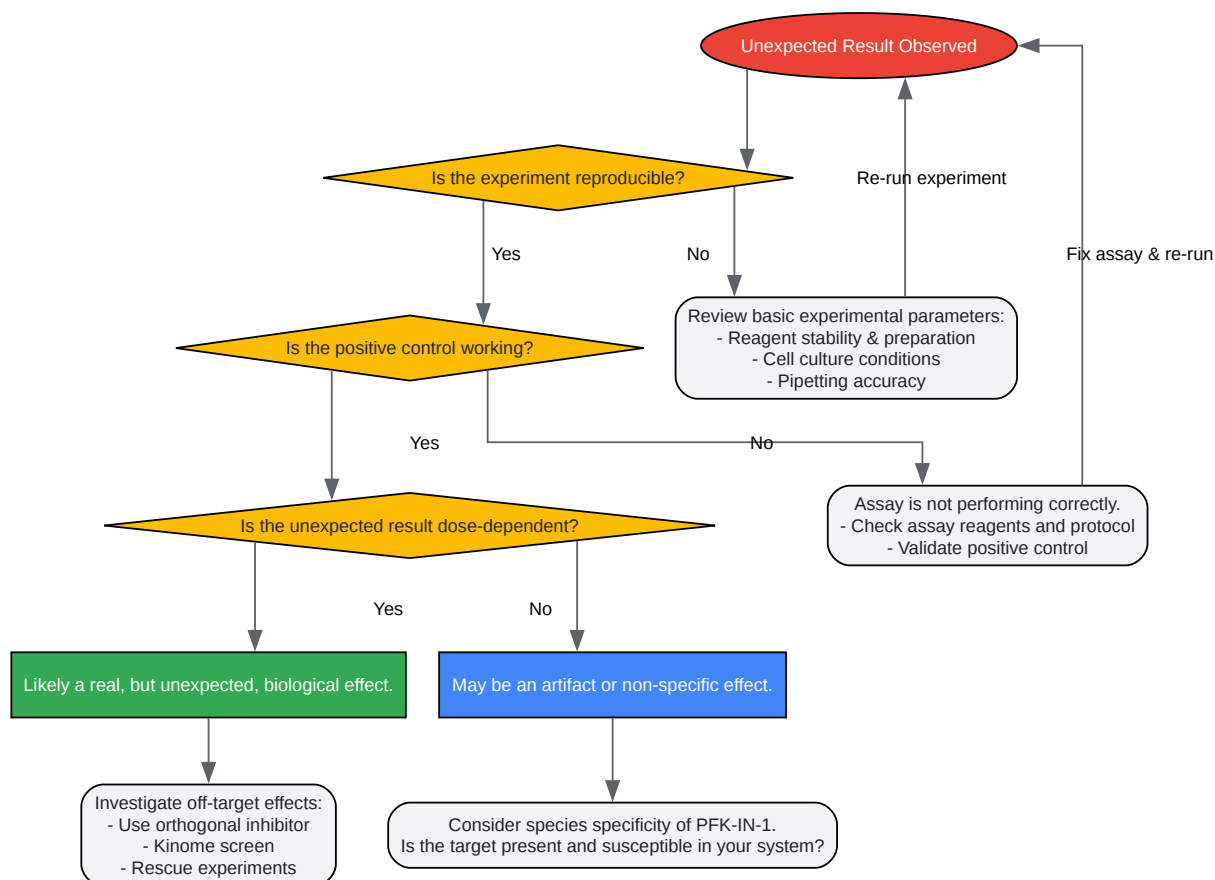 Unexpected Result Observed
Is the experiment reproducible?
Re-run experiment
Yes
No
Fix assay & re-run
Review basic experimental parameters:
- Reagent stability & preparation
- Cell culture conditions
- Pipetting accuracy
Is the positive control working?
Yes
No
Assay is not performing correctly.
- Check assay reagents and protocol
- Validate positive control
Is the unexpected result dose-dependent?
Yes
No
Likely a real, but unexpected, biological effect.
May be an artifact or non-specific effect.
Investigate off-target effects:
- Use orthogonal inhibitor
- Kinome screen
- Rescue experiments
Consider species specificity of PFK-IN-1.
Is the target present and susceptible in your system?